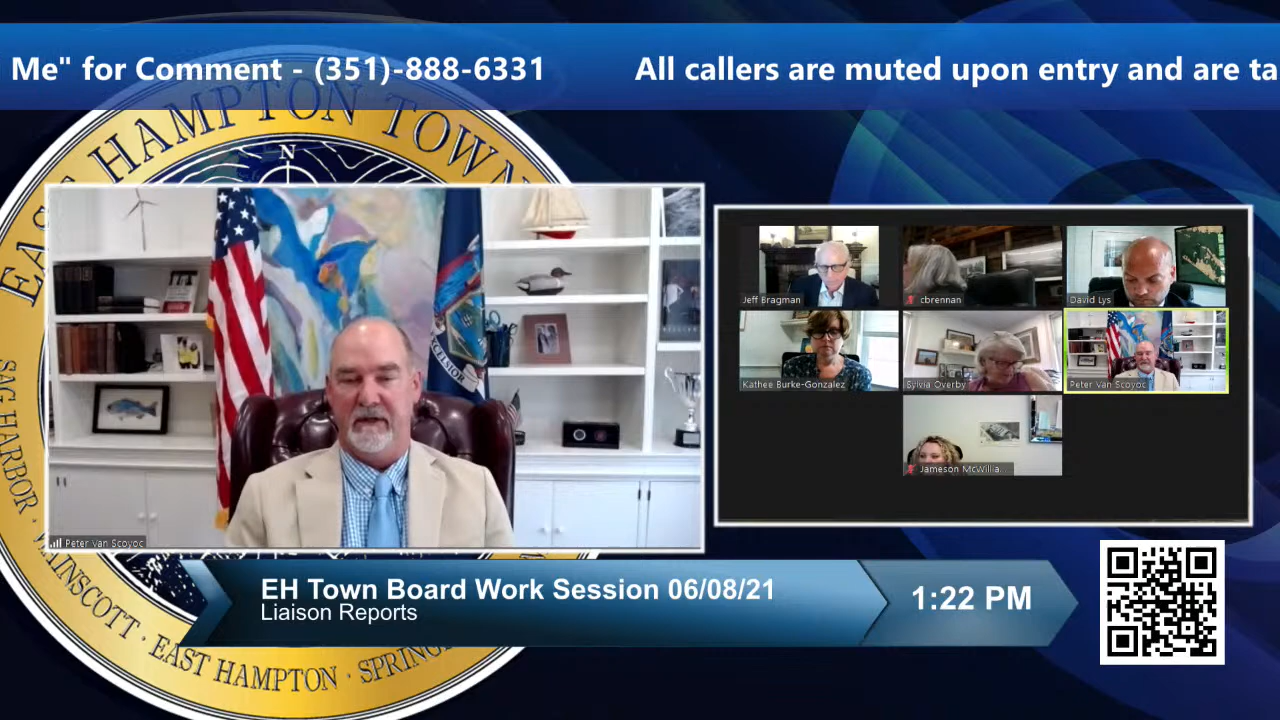 Me" for Comment - (351)-888-6331
All callers are muted upon entry and are ta
EAST HAMPTON TOWN
N
SAG HARBOR · WAINSCOTT · EAST HAMPTON · SPRING
EXCELSIOR
Peter Van Scoyoc
Jeff Bragman
cbrennan
David Lys
Kathee Burke-Gonzalez
Sylvia Overby
Peter Van Scoyoc
Jameson McWillia...
EH Town Board Work Session 06/08/21
Liaison Reports
1:22 PM